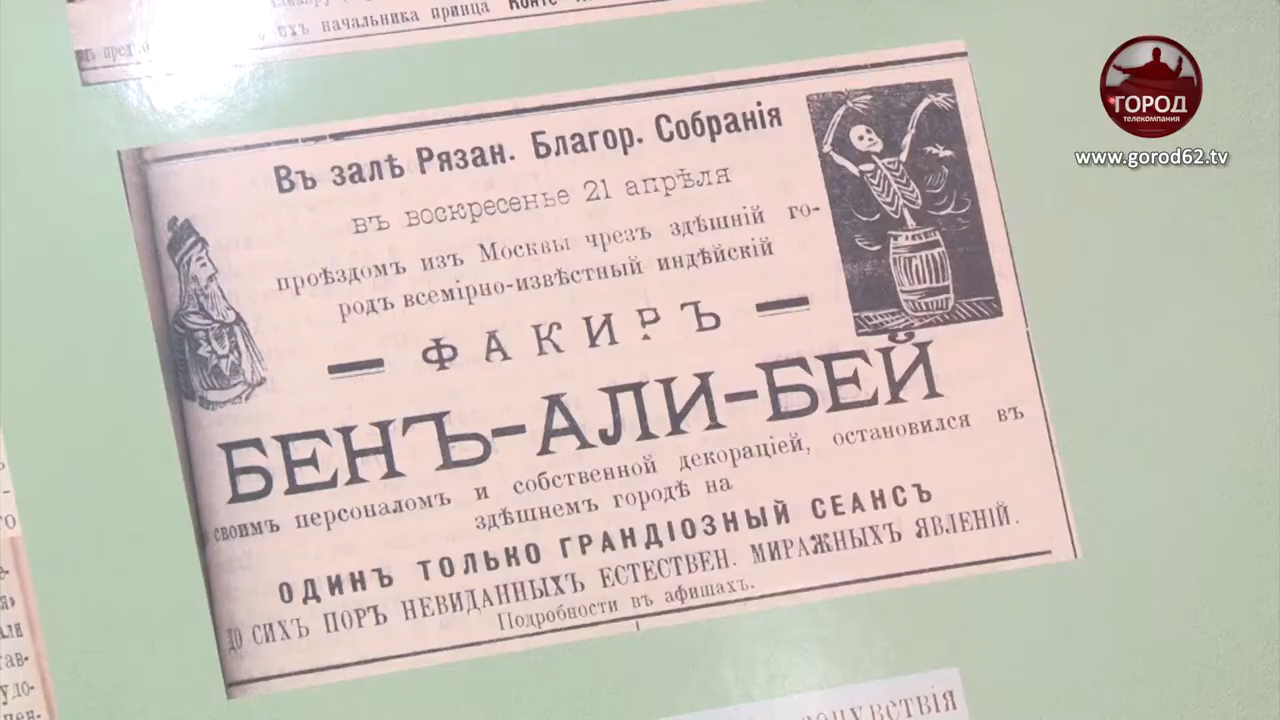 начальника принца
Въ залѣ Рязан. Благор. Собранія
въ воскресенье 21 апрѣля
проѣздомъ изъ Москвы чрезъ здѣшній го-
родъ всемірно-извѣстный индѣйскій
— ФАКИРЪ —
БЕНЪ-АЛИ-БЕЙ
своимъ персоналомъ и собственной декораціей, остановился въ
здѣшнемъ городѣ на
ОДИНЪ ТОЛЬКО ГРАНДІОЗНЫЙ СЕАНСЪ
ДО СИХЪ ПОРЪ НЕВИДАННЫХЪ ЕСТЕСТВЕН. МИРАЖНЫХЪ ЯВЛЕНІЙ.
Подробности въ афишахъ.
ГОРОД
телекомпания
www.gorod62.tv